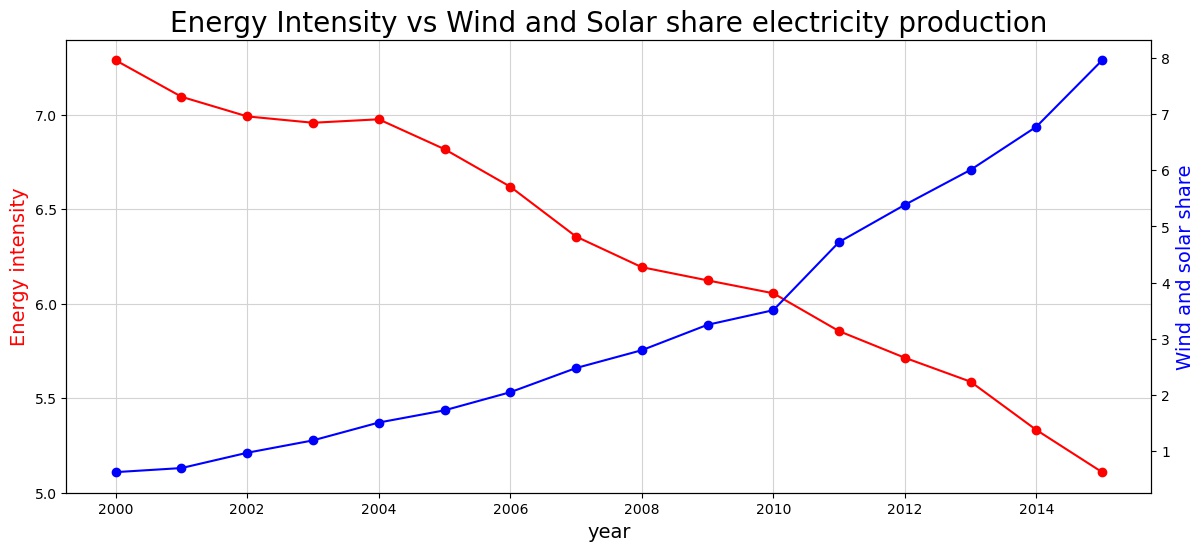 Energy Intensity vs Wind and Solar share electricity production
Energy intensity
7.0
6.5
6.0
5.5
5.0
8
7
6
5
4
3
2
1
Wind and solar share
2000 2002 2004 2006 2008 2010 2012 2014
year